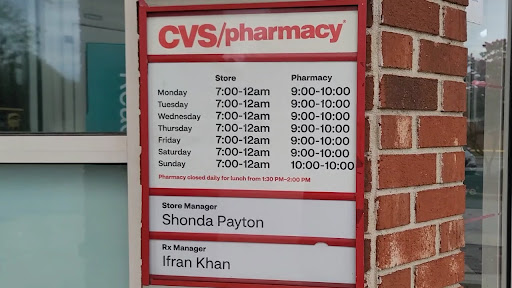 CVS/pharmacy
Store Pharmacy
Monday 7:00-12am 9:00-10:00
Tuesday 7:00-12am 9:00-10:00
Wednesday 7:00-12am 9:00-10:00
Thursday 7:00-12am 9:00-10:00
Friday 7:00-12am 9:00-10:00
Saturday 7:00-12am 9:00-10:00
Sunday 7:00-12am 10:00-10:00
Pharmacy closed daily for lunch from 1:30 PM-2:00 PM
Store Manager
Shonda Payton
Rx Manager
Ifran Khan